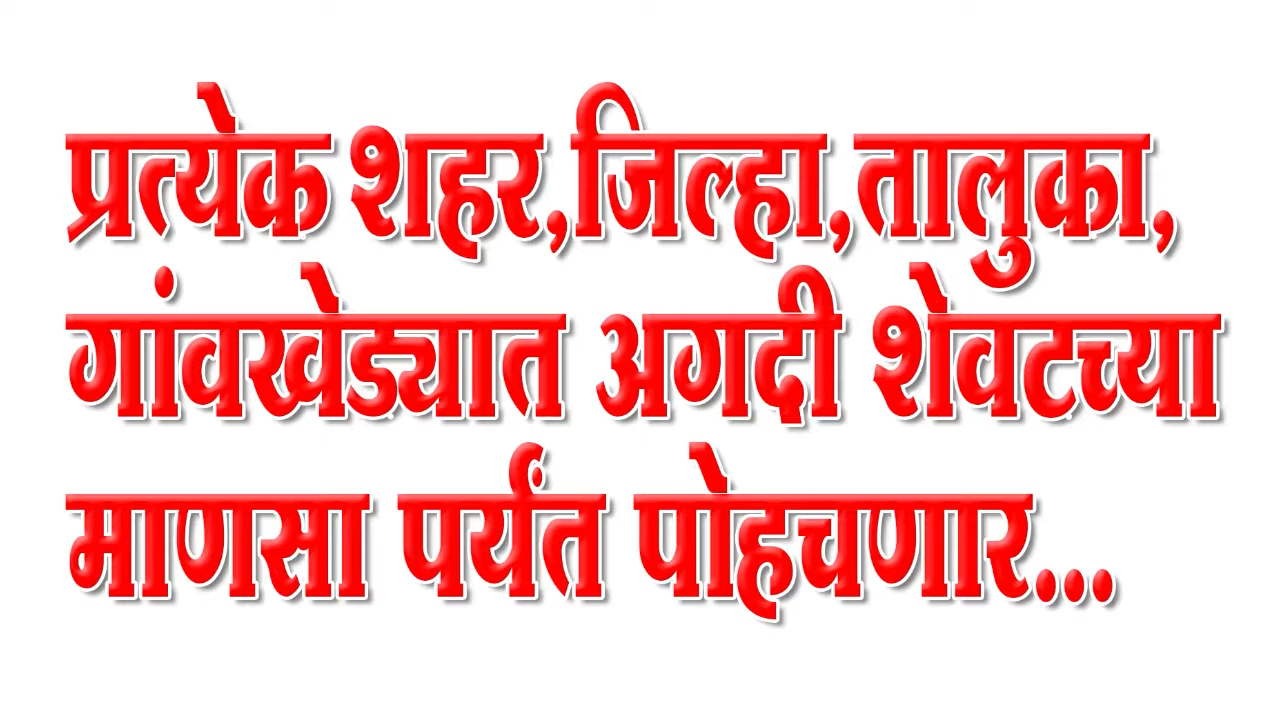 प्रत्येक शहर,जिल्हा,तालुका,
गांवखेड्यात अगदी शेवटच्या
माणसा पर्यंत पोहचणार...